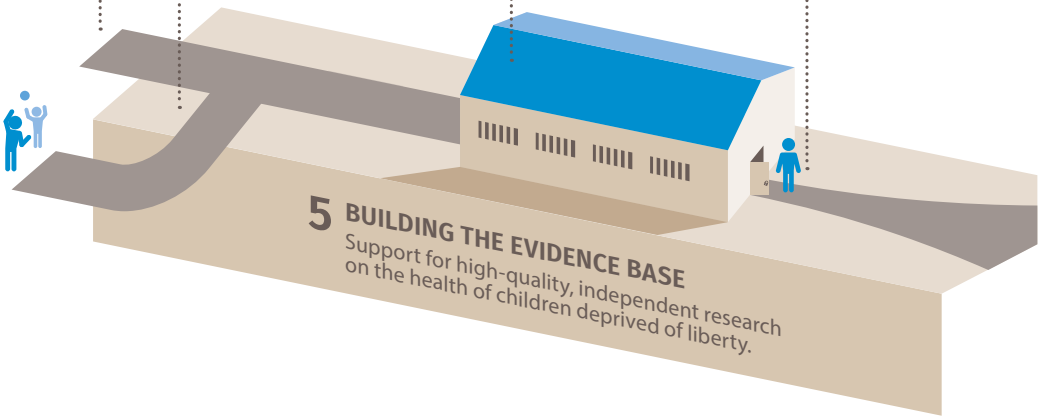 5 BUILDING THE EVIDENCE BASE
Support for high-quality, independent research
on the health of children deprived of liberty.